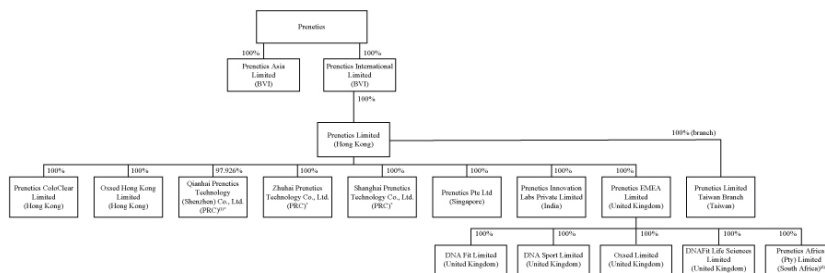 Prenetics
100%
100%
Prenetics Asia
Limited
(BVI)
Prenetics International
Limited
(BVI)
100%
Prenetics Limited
(Hong Kong)
100% (branch)
100%
100%
97.926%
100%
100%
100%
100%
100%
Prenetics ColoClear
Limited
(Hong Kong)
Oxsed Hong Kong
Limited
(Hong Kong)
Qianhai Prenetics
Technology
(Shenzhen) Co., Ltd.
(PRC)⁽¹⁾*
Zhuhai Prenetics
Technology Co., Ltd.
(PRC)*
Shanghai Prenetics
Technology Co., Ltd.
(PRC)*
Prenetics Pte Ltd
(Singapore)
Prenetics Innovation
Labs Private Limited
(India)
Prenetics EMEA
Limited
(United Kingdom)
Prenetics Limited
Taiwan Branch
(Taiwan)
100%
100%
100%
100%
100%
DNA Fit Limited
(United Kingdom)
DNA Sport Limited
(United Kingdom)
Oxsed Limited
(United Kingdom)
DNAFit Life Sciences
Limited
(United Kingdom)
Prenetics Africa
(Pty) Limited
(South Africa)⁽²⁾